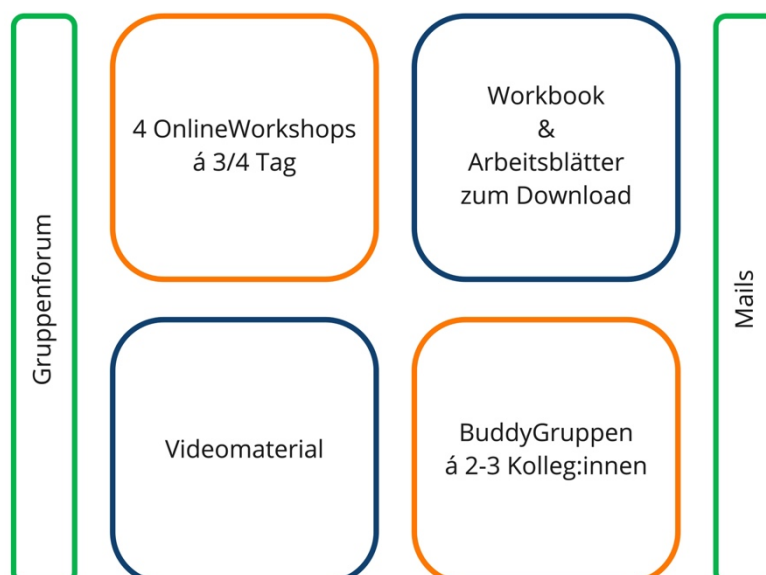 Gruppenforum
4 OnlineWorkshops
á 3/4 Tag
Workbook
&
Arbeitsblätter
zum Download
Videomaterial
BuddyGruppen
á 2-3 Kolleg:innen
Mails